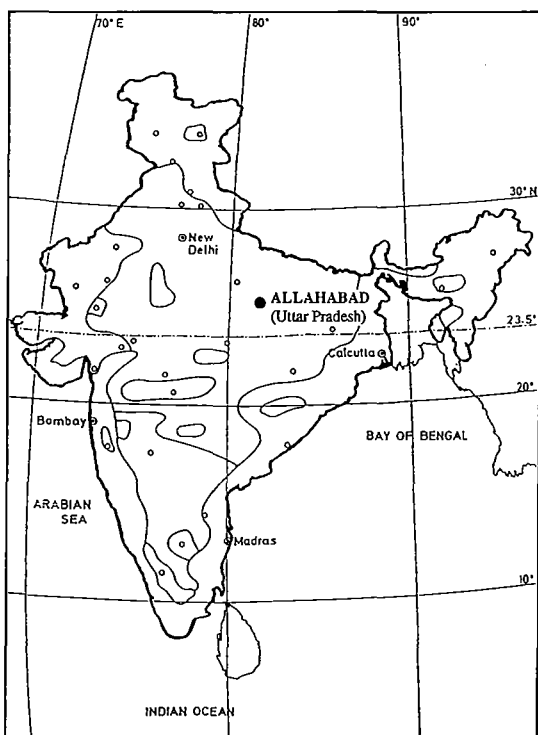 70° E
80°
90°
30° N
New
Delhi
ALLAHABAD
(Uttar Pradesh)
23.5°
Calcutta
20°
Bombay
BAY OF BENGAL
ARABIAN
SEA
Madras
10°
INDIAN OCEAN